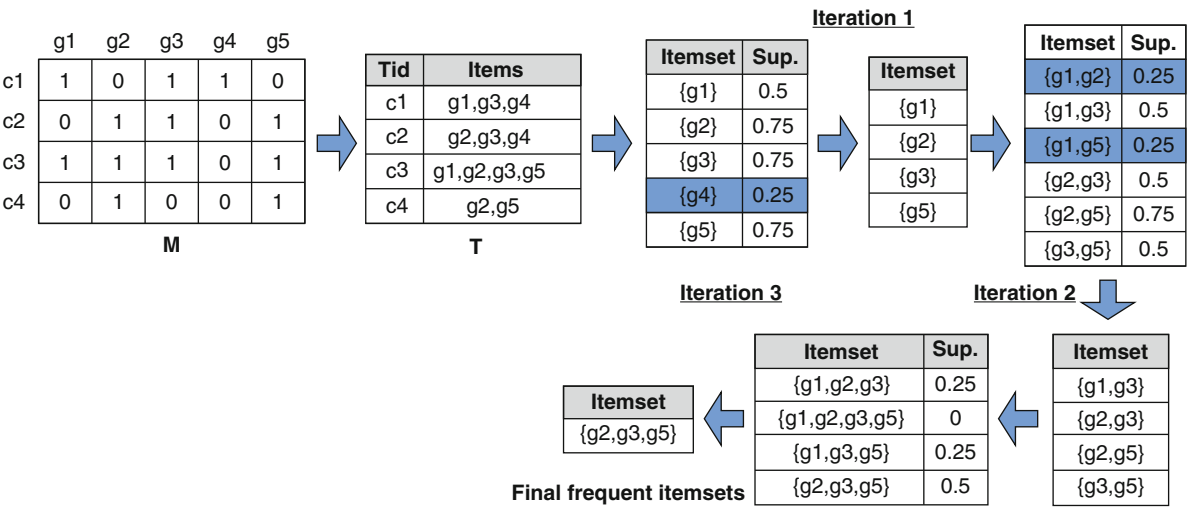 Iteration 1
g1 g2 g3 g4 g5
c1 1 0 1 1 0
c2 0 1 1 0 1
c3 1 1 1 0 1
c4 0 1 0 0 1
M
Tid Items
c1 g1,g3,g4
c2 g2,g3,g4
c3 g1,g2,g3,g5
c4 g2,g5
T
Itemset Sup.
{g1} 0.5
{g2} 0.75
{g3} 0.75
{g4} 0.25
{g5} 0.75
Itemset
{g1}
{g2}
{g3}
{g5}
Itemset Sup.
{g1,g2} 0.25
{g1,g3} 0.5
{g1,g5} 0.25
{g2,g3} 0.5
{g2,g5} 0.75
{g3,g5} 0.5
Iteration 3
Iteration 2
Itemset
{g1,g3}
{g2,g3}
{g2,g5}
{g3,g5}
Itemset Sup.
{g1,g2,g3} 0.25
{g1,g2,g3,g5} 0
{g1,g3,g5} 0.25
{g2,g3,g5} 0.5
Itemset
{g2,g3,g5}
Final frequent itemsets